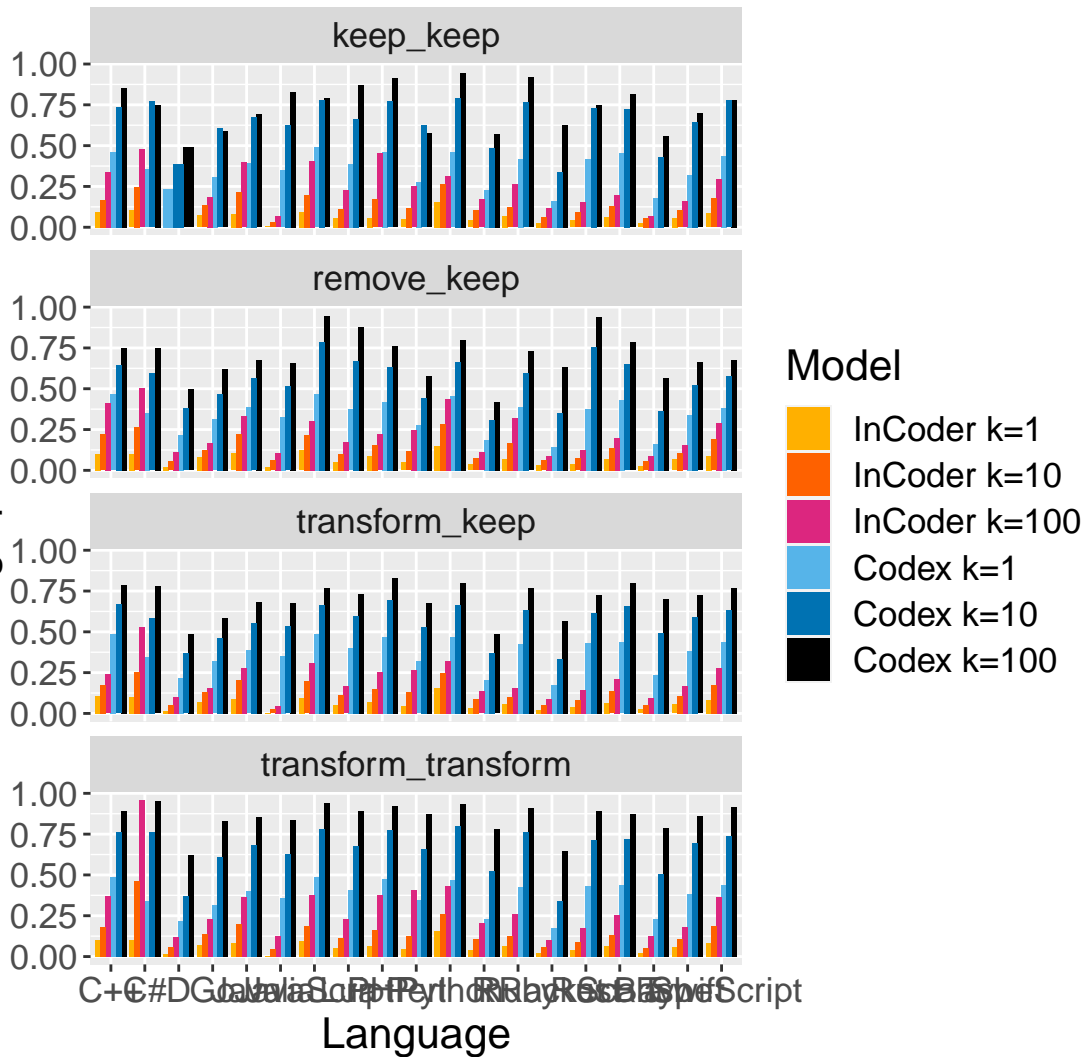 keep_keep
1.00
0.75
0.50
0.25
0.00
remove_keep
1.00
0.75
0.50
0.25
0.00
transform_keep
1.00
0.75
0.50
0.25
0.00
transform_transform
1.00
0.75
0.50
0.25
0.00
C++ C# D
Language
Model
InCoder k=1
InCoder k=10
InCoder k=100
Codex k=1
Codex k=10
Codex k=100